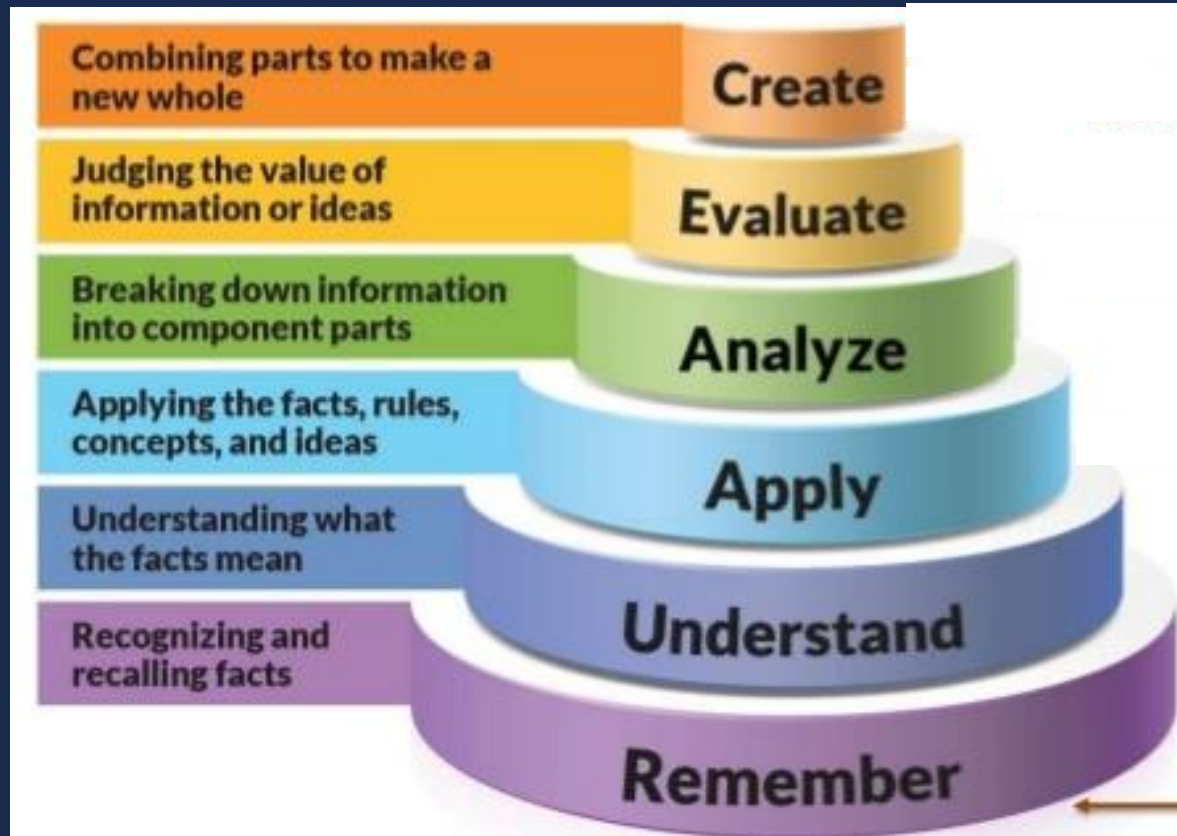 Combining parts to make a
new whole
Create
Judging the value of
information or ideas
Evaluate
Breaking down information
into component parts
Analyze
Applying the facts, rules,
concepts, and ideas
Apply
Understanding what
the facts mean
Understand
Recognizing and
recalling facts
Remember